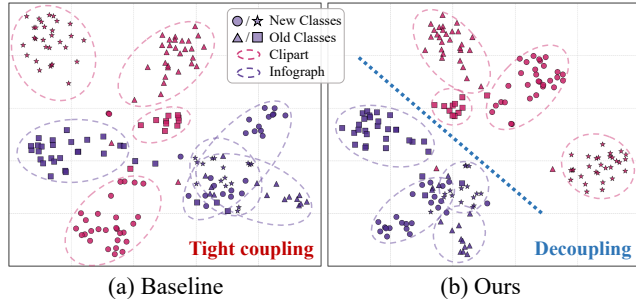 / New Classes
/ Old Classes
Clipart
Infograph
Tight coupling
Decoupling
(a) Baseline
(b) Ours